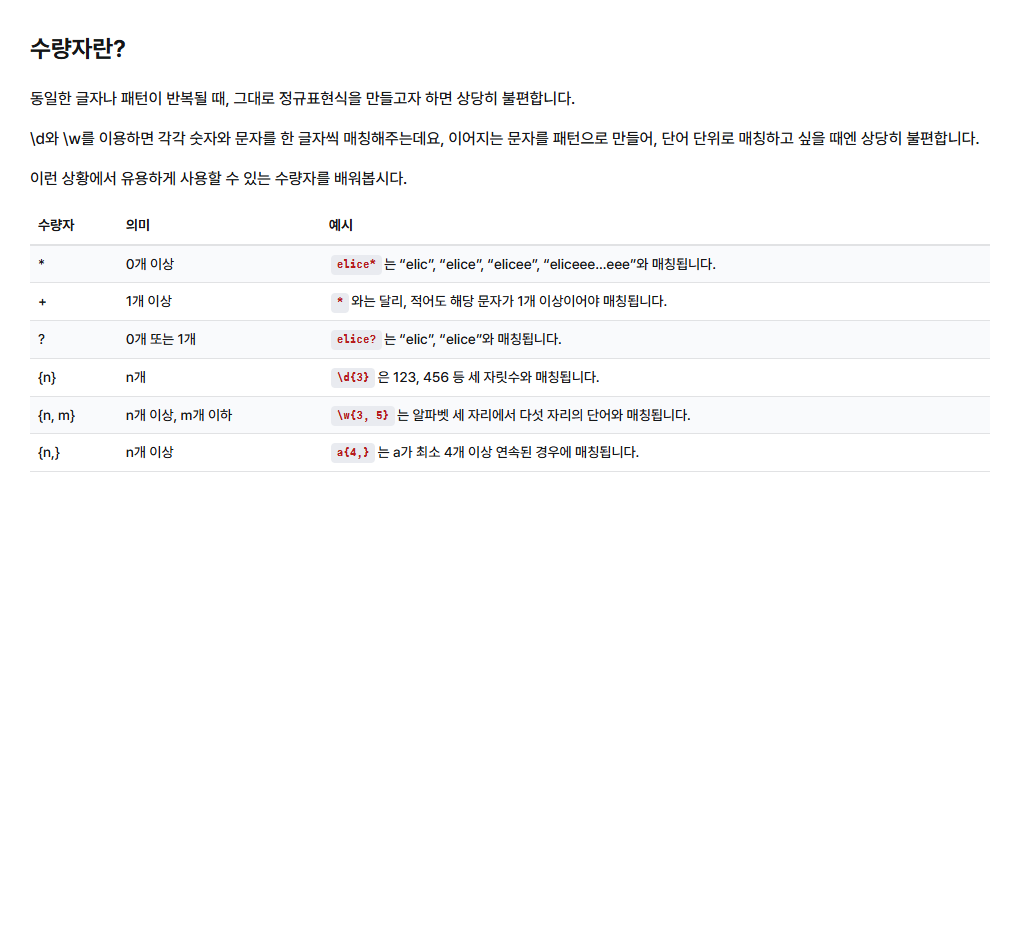 수량자란?
동일한 글자나 패턴이 반복될 때, 그대로 정규표현식을 만들고자 하면 상당히 불편합니다.
\d와 \w를 이용하면 각각 숫자와 문자를 한 글자씩 매칭해주는데요, 이어지는 문자를 패턴으로 만들어, 단어 단위로 매칭하고 싶을 때엔 상당히 불편합니다.
이런 상황에서 유용하게 사용할 수 있는 수량자를 배워봅시다.
수량자 의미 예시
* 0개 이상 elice* 는 “elic”, “elice”, “elicee”, “eliceee...eee”와 매칭됩니다.
+ 1개 이상 * 와는 달리, 적어도 해당 문자가 1개 이상이어야 매칭됩니다.
? 0개 또는 1개 elice? 는 “elic”, “elice”와 매칭됩니다.
{n} n개 \d{3} 은 123, 456 등 세 자릿수와 매칭됩니다.
{n, m} n개 이상, m개 이하 \w{3, 5} 는 알파벳 세 자리에서 다섯 자리의 단어와 매칭됩니다.
{n,} n개 이상 a{4,} 는 a가 최소 4개 이상 연속된 경우에 매칭됩니다.